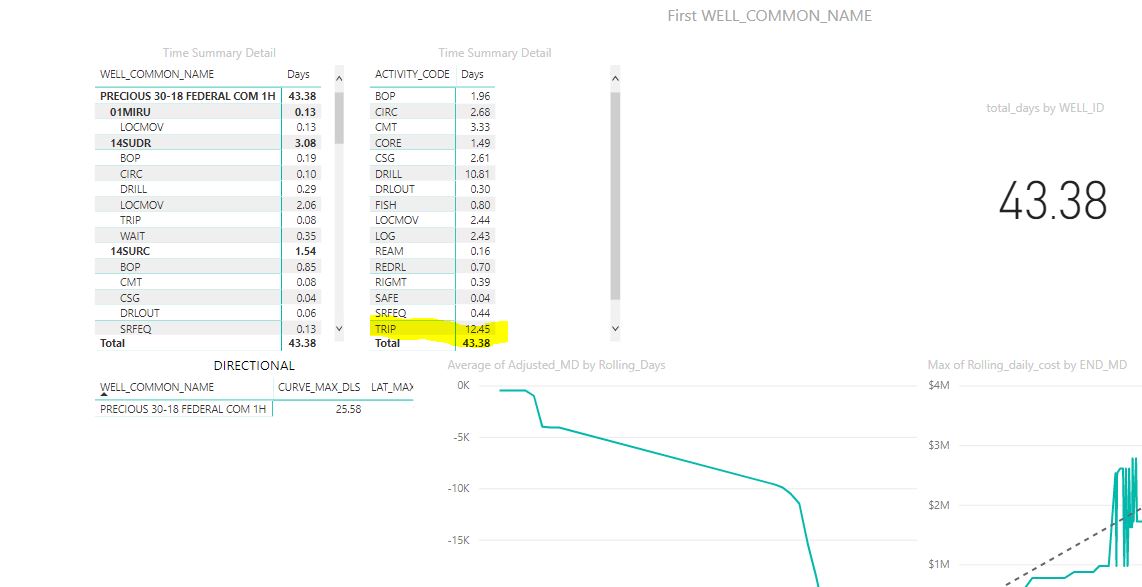 First WELL_COMMON_NAME
Time Summary Detail
WELL_COMMON_NAME Days
PRECIOUS 30-18 FEDERAL COM 1H 43.38
01MIRU 0.13
LOCMOV 0.13
14SUDR 3.08
BOP 0.19
CIRC 0.10
DRILL 0.29
LOCMOV 2.06
TRIP 0.08
WAIT 0.35
14SURC 1.54
BOP 0.85
CMT 0.08
CSG 0.04
DRLOUT 0.06
SRFEQ 0.13
Total 43.38
Time Summary Detail
ACTIVITY_CODE Days
BOP 1.96
CIRC 2.68
CMT 3.33
CORE 1.49
CSG 2.61
DRILL 10.81
DRLOUT 0.30
FISH 0.80
LOCMOV 2.44
LOG 2.43
REAM 0.16
REDRL 0.70
RIGMT 0.39
SAFE 0.04
SRFEQ 0.44
TRIP 12.45
Total 43.38
total_days by WELL_ID
43.38
DIRECTIONAL
WELL_COMMON_NAME CURVE_MAX_DLS LAT_MAX
PRECIOUS 30-18 FEDERAL COM 1H 25.58
Average of Adjusted_MD by Rolling_Days
0K
-5K
-10K
-15K
Max of Rolling_daily_cost by END_MD
$4M
$3M
$2M
$1M